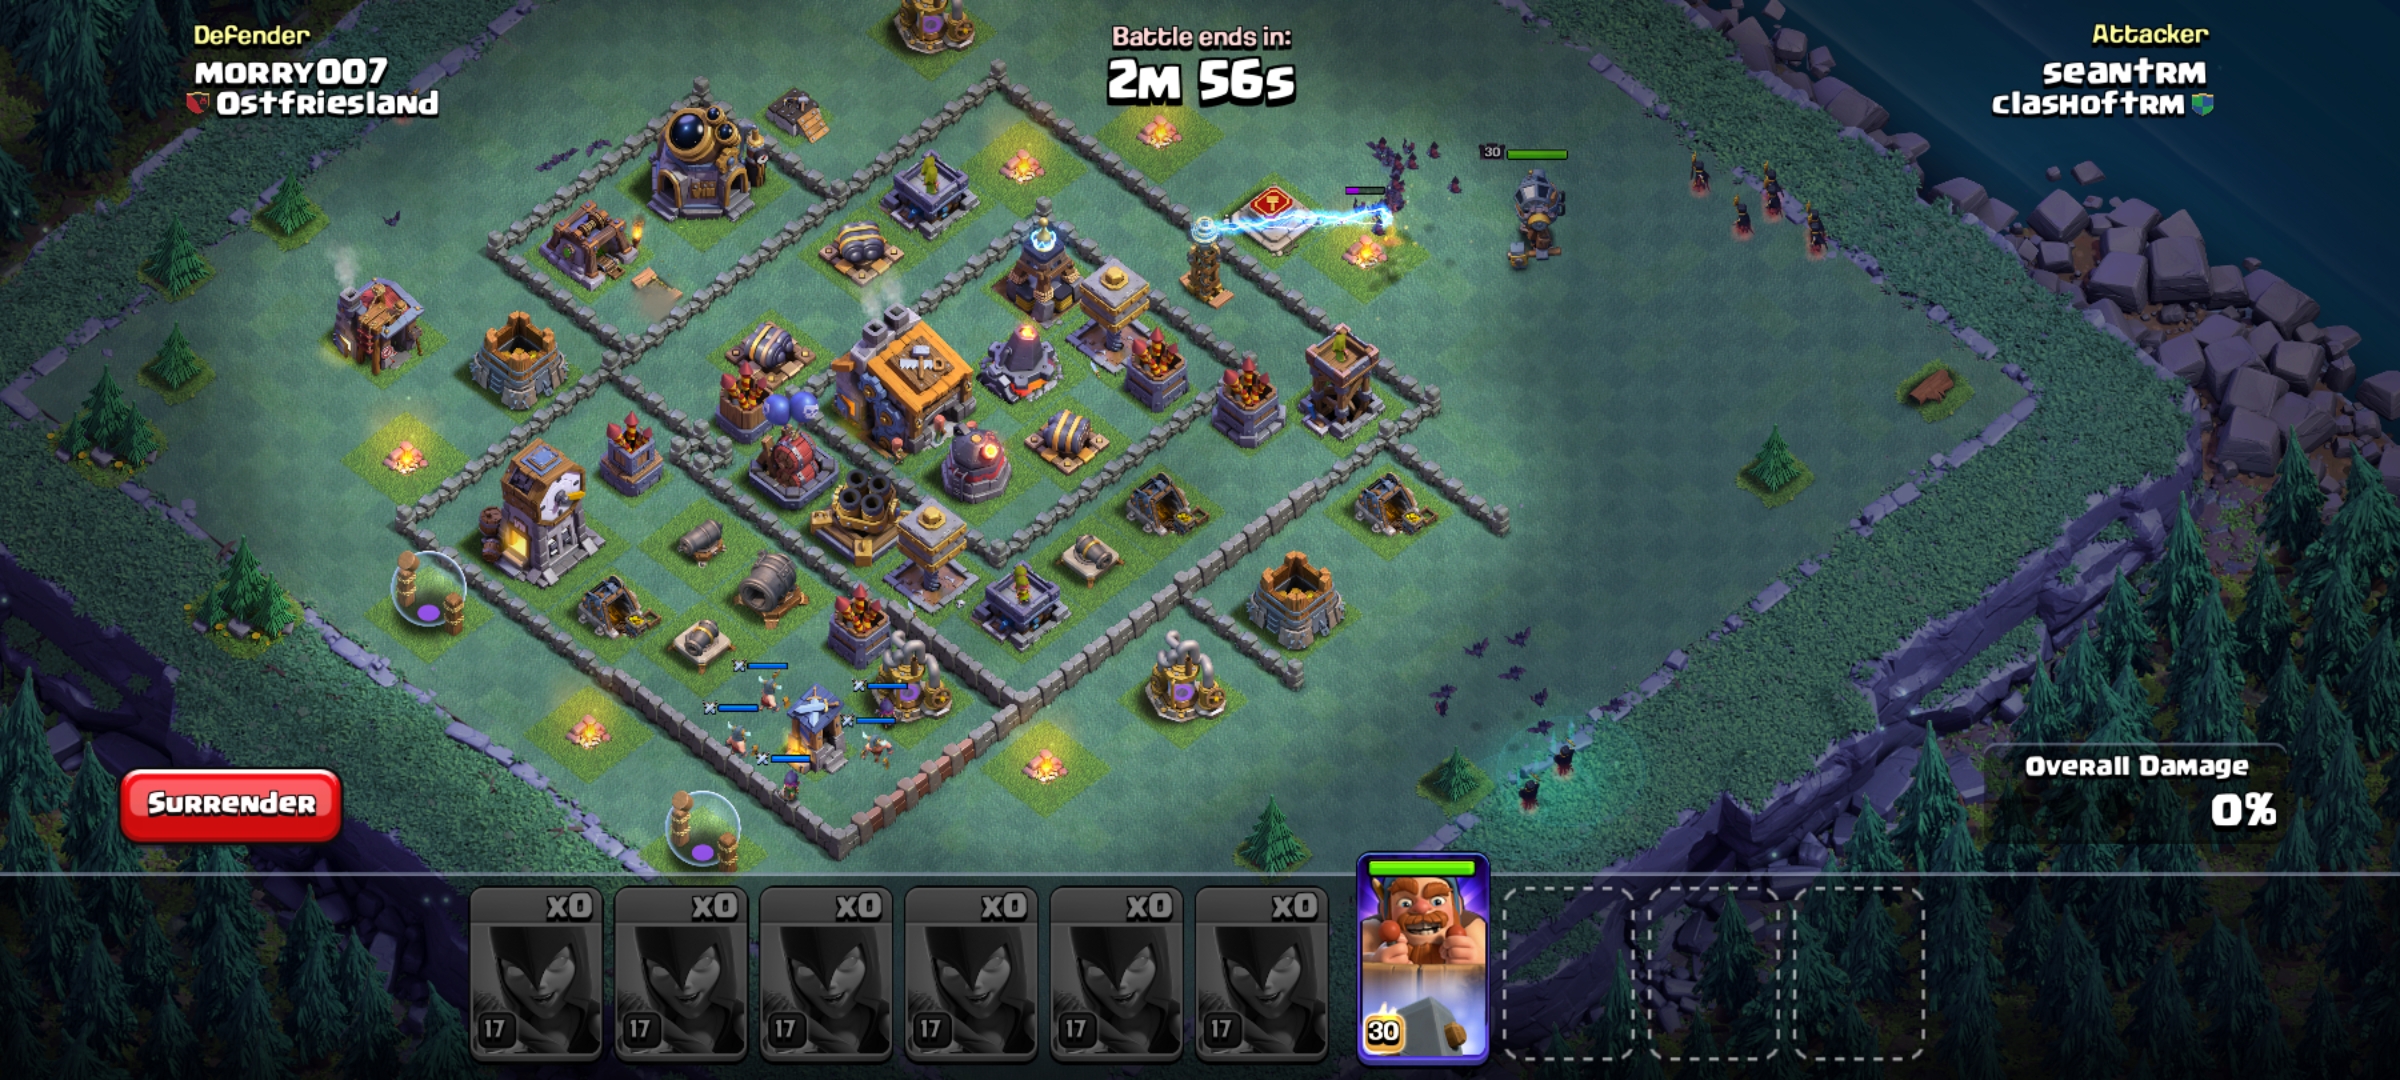 Defender
MORRY007
Ostfriesland
Battle ends in:
2M 56s
Attacker
seantRM
clashoftRM
30
Surrender
Overall Damage
0%
x0
x0
x0
x0
x0
x0
17
17
17
17
17
17
30